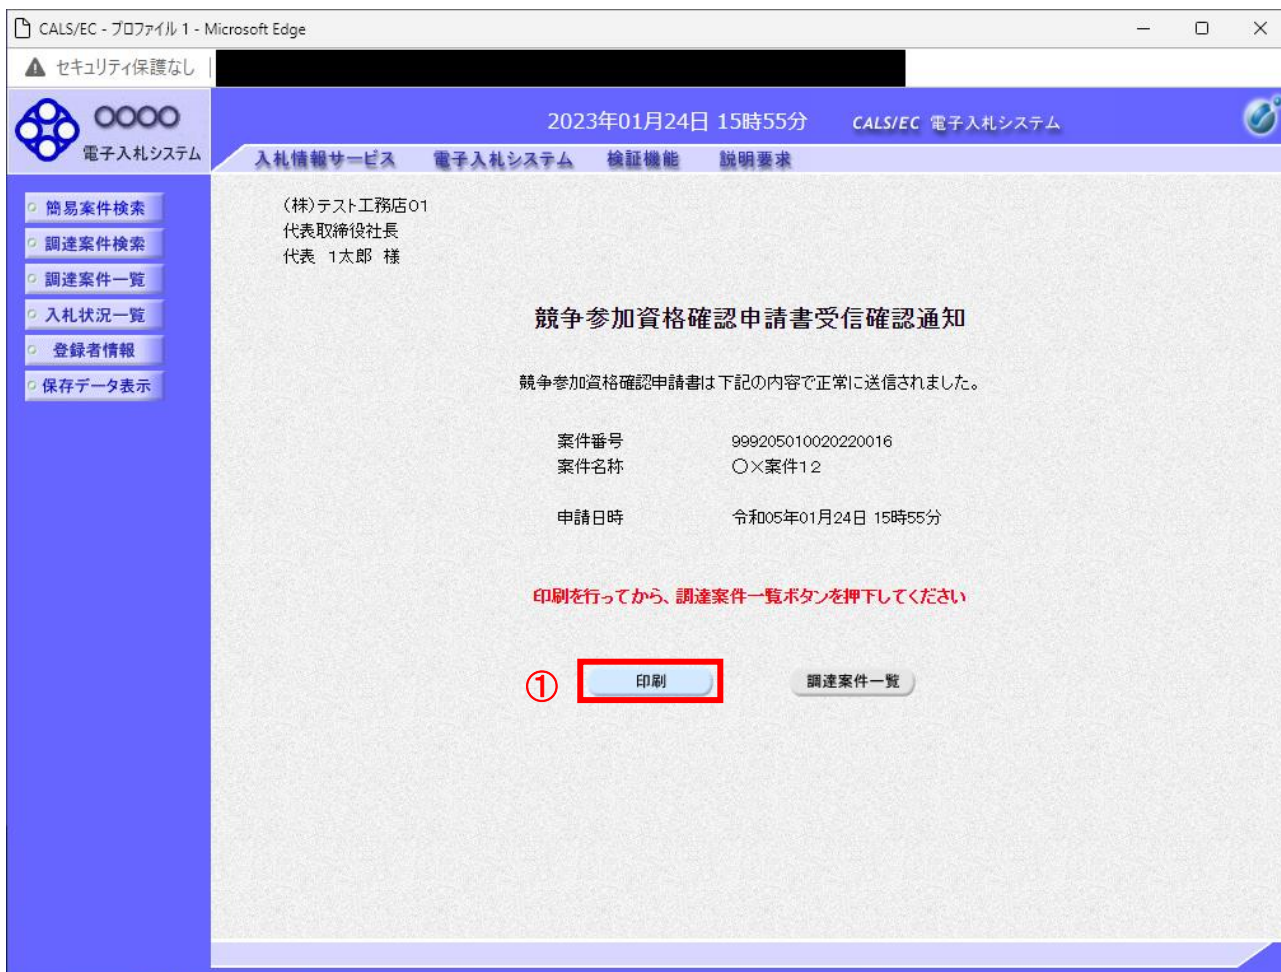 CALS/EC - プロファイル 1 - Microsoft Edge
セキュリティ保護なし
○○○○
電子入札システム
2023年01月24日 15時55分
CALS/EC 電子入札システム
入札情報サービス 電子入札システム 検証機能 説明要求
簡易案件検索
調達案件検索
調達案件一覧
入札状況一覧
登録者情報
保存データ表示
(株)テスト工務店01
代表取締役社長
代表 1太郎 様
競争参加資格確認申請書受信確認通知
競争参加資格確認申請書は下記の内容で正常に送信されました。
案件番号 999205010020220016
案件名称 ○×案件12
申請日時 令和05年01月24日 15時55分
印刷を行ってから、調達案件一覧ボタンを押下してください
① 印刷 調達案件一覧